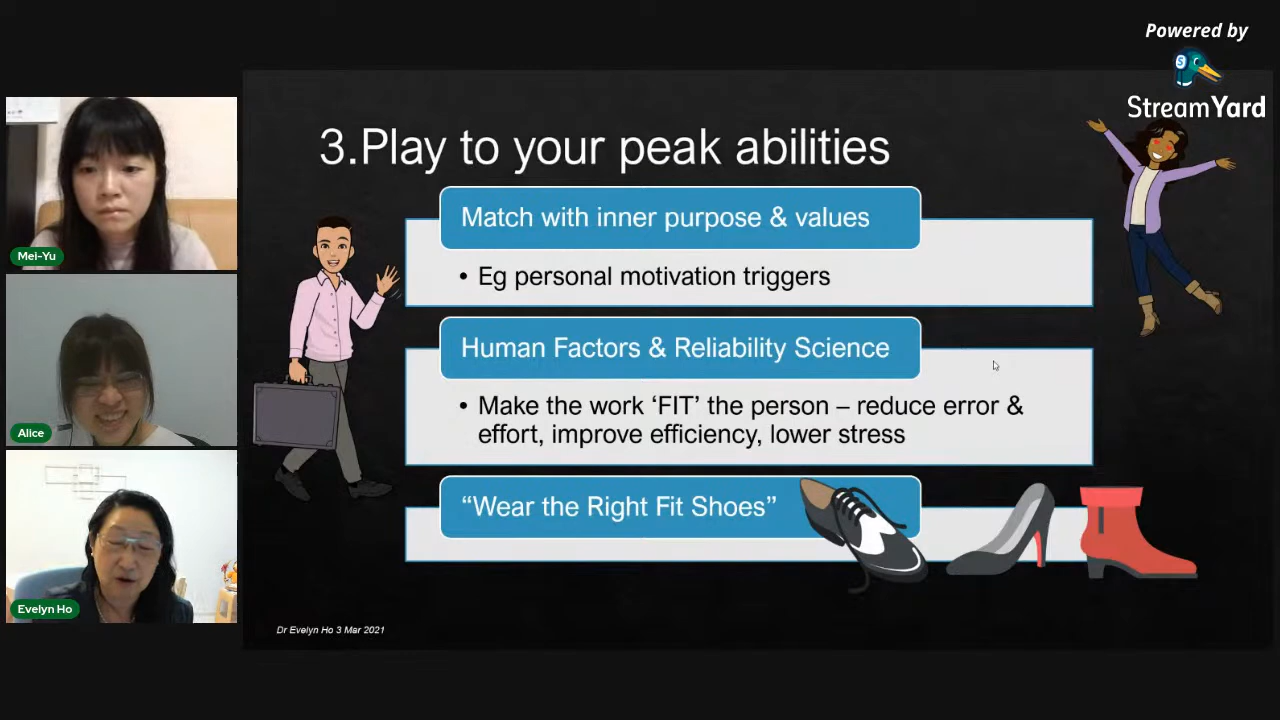 Powered by
StreamYard
3.Play to your peak abilities
Match with inner purpose & values
• Eg personal motivation triggers
Human Factors & Reliability Science
• Make the work ‘FIT’ the person – reduce error &
effort, improve efficiency, lower stress
“Wear the Right Fit Shoes”
Dr Evelyn Ho 3 Mar 2021
Mei-Yu
Alice
Evelyn Ho